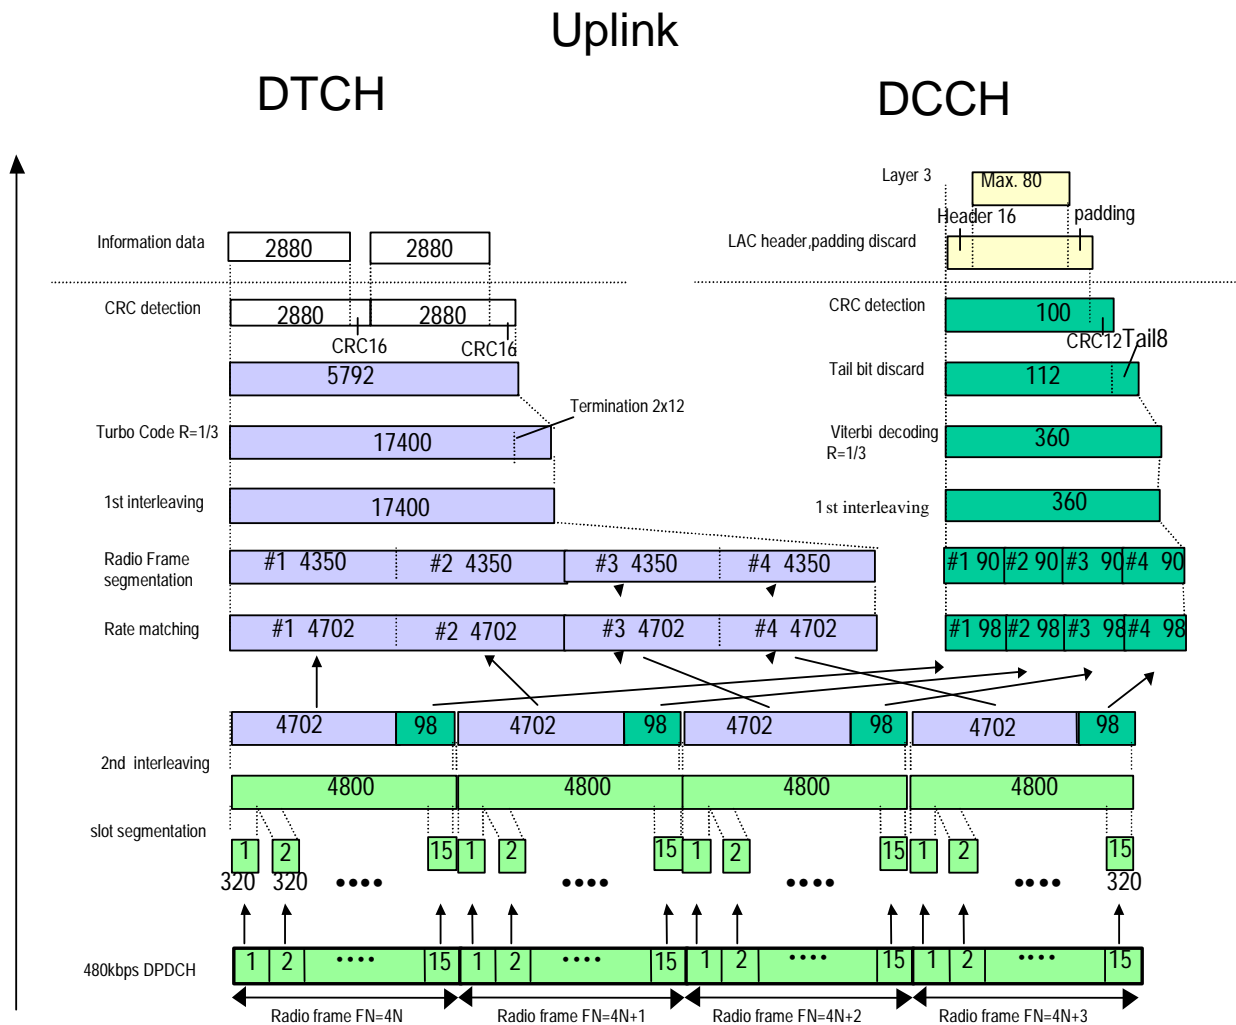 Uplink
DTCH
DCCH
Layer 3
Max. 80
Header 16
padding
Information data
2880
2880
LAC header,padding discard
CRC detection
2880
2880
CRC16
CRC16
CRC detection
100
CRC12
Tail8
5792
Tail bit discard
112
Termination 2x12
Turbo Code R=1/3
17400
Viterbi decoding
R=1/3
360
1st interleaving
17400
1st interleaving
360
Radio Frame
segmentation
#1 4350
#2 4350
#3 4350
#4 4350
#1 90
#2 90
#3 90
#4 90
Rate matching
#1 4702
#2 4702
#3 4702
#4 4702
#1 98
#2 98
#3 98
#4 98
4702
98
4702
98
4702
98
4702
98
2nd interleaving
4800
4800
4800
4800
slot segmentation
1
2
15
1
2
15
1
2
15
1
2
15
320
320
••••
••••
••••
••••
320
480kbps DPDCH
1
2
••••
15
1
2
••••
15
1
2
••••
15
1
2
••••
15
Radio frame FN=4N
Radio frame FN=4N+1
Radio frame FN=4N+2
Radio frame FN=4N+3